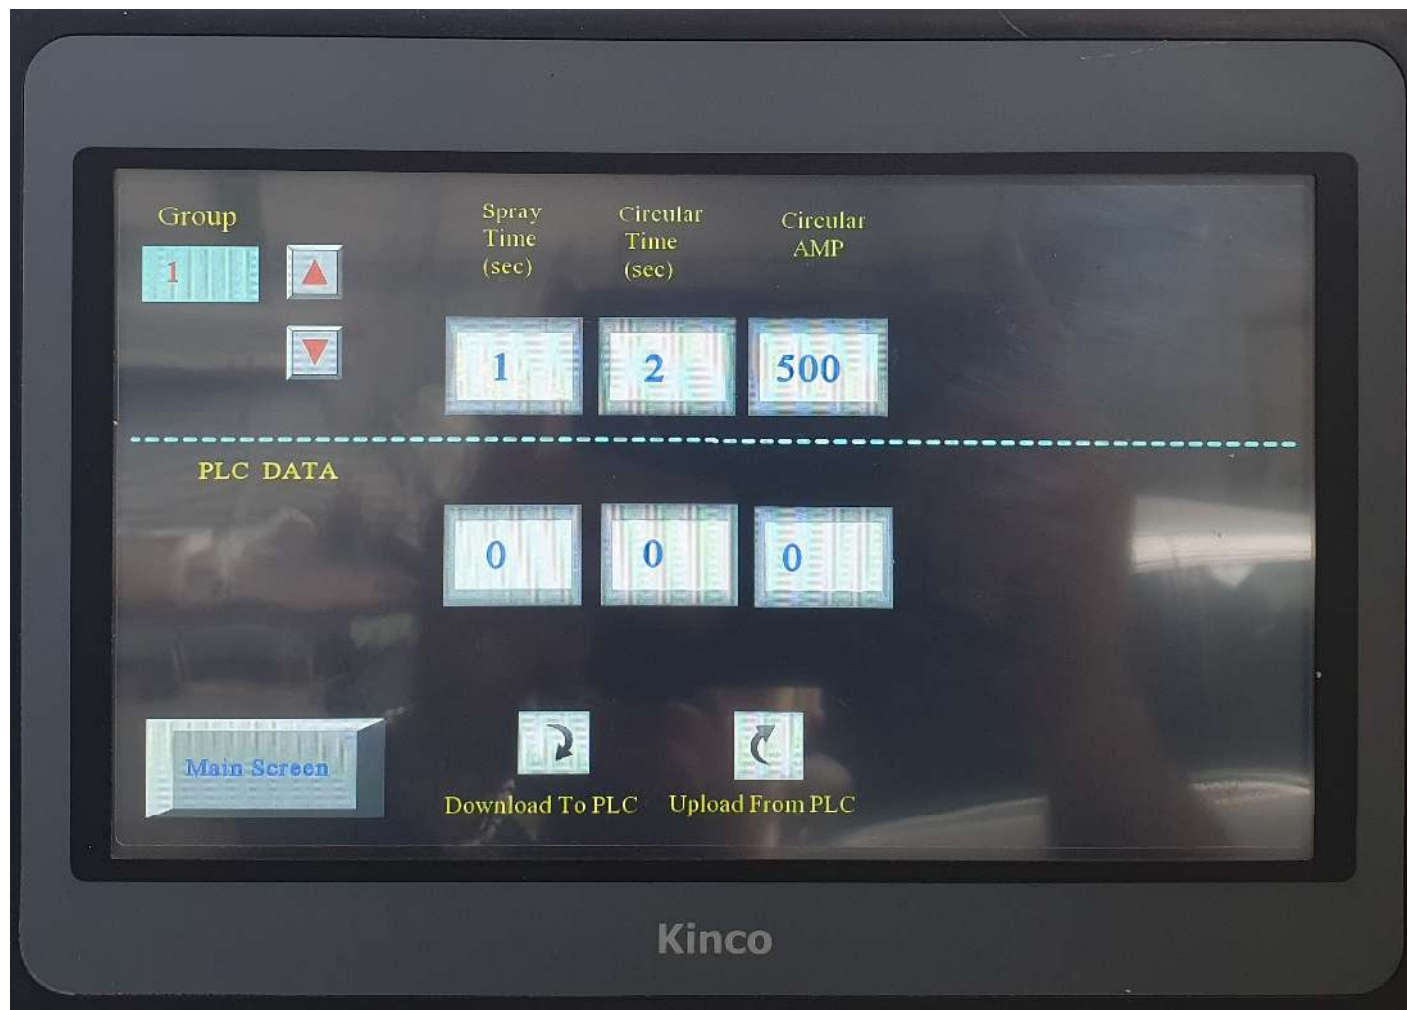 Group
1
Spray
Time
(sec)
Circular
Time
(sec)
Circular
AMP
1
2
500
PLC DATA
0
0
0
Main Screen
Download To PLC
Upload From PLC
Kinco